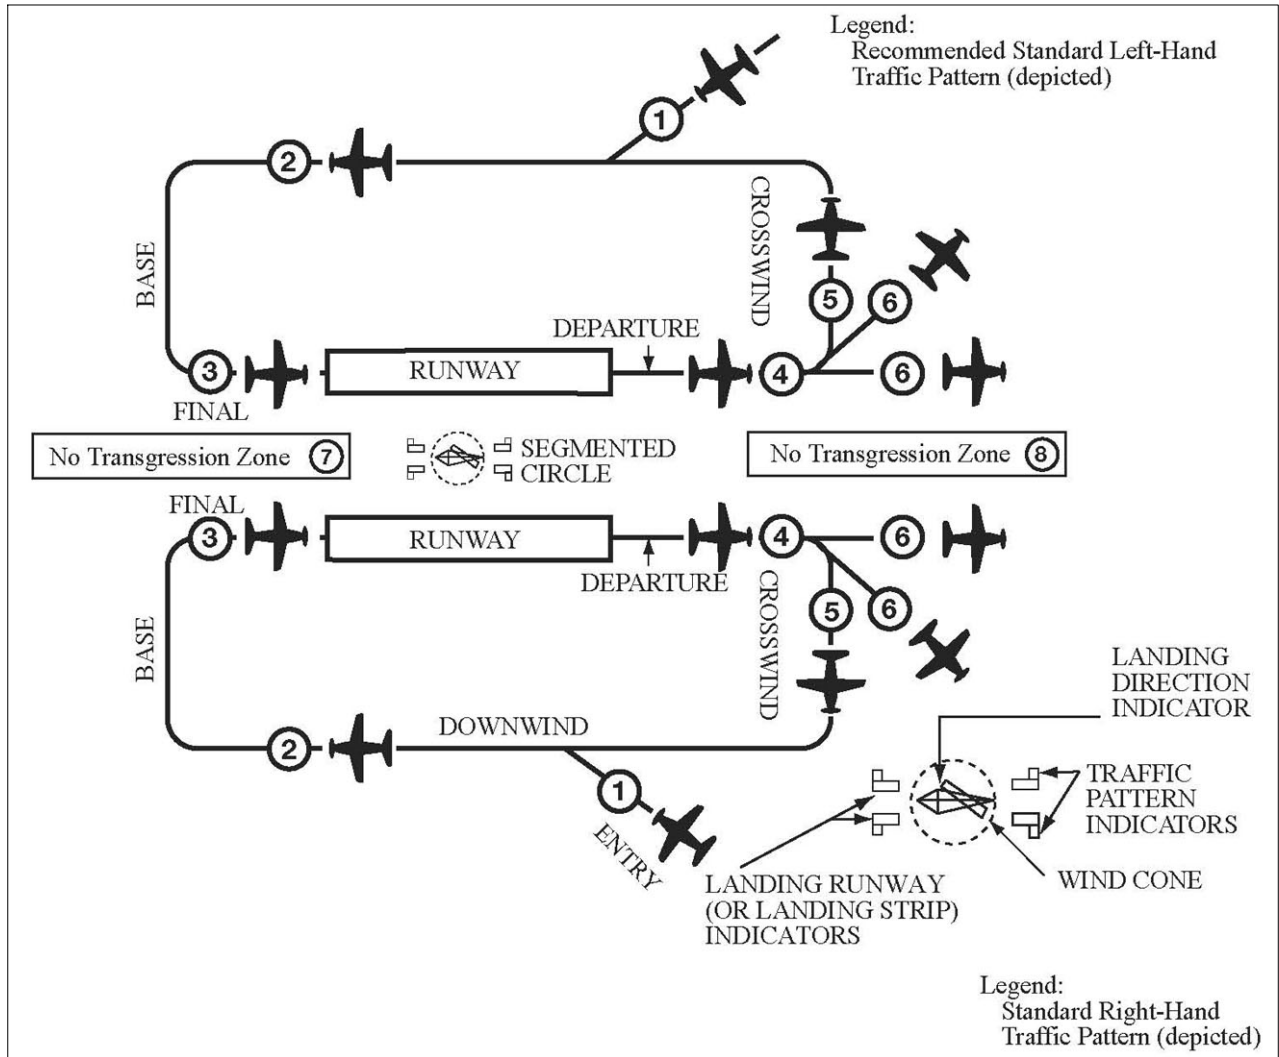 Legend:
Recommended Standard Left-Hand
Traffic Pattern (depicted)
1
2
CROSSWIND
BASE
5
6
DEPARTURE
3
RUNWAY
4
6
FINAL
No Transgression Zone 7
SEGMENTED
CIRCLE
No Transgression Zone 8
FINAL
3
RUNWAY
4
6
DEPARTURE
CROSSWIND
5
6
BASE
2
DOWNWIND
1
ENTRY
LANDING
DIRECTION
INDICATOR
TRAFFIC
PATTERN
INDICATORS
WIND CONE
LANDING RUNWAY
(OR LANDING STRIP)
INDICATORS
Legend:
Standard Right-Hand
Traffic Pattern (depicted)